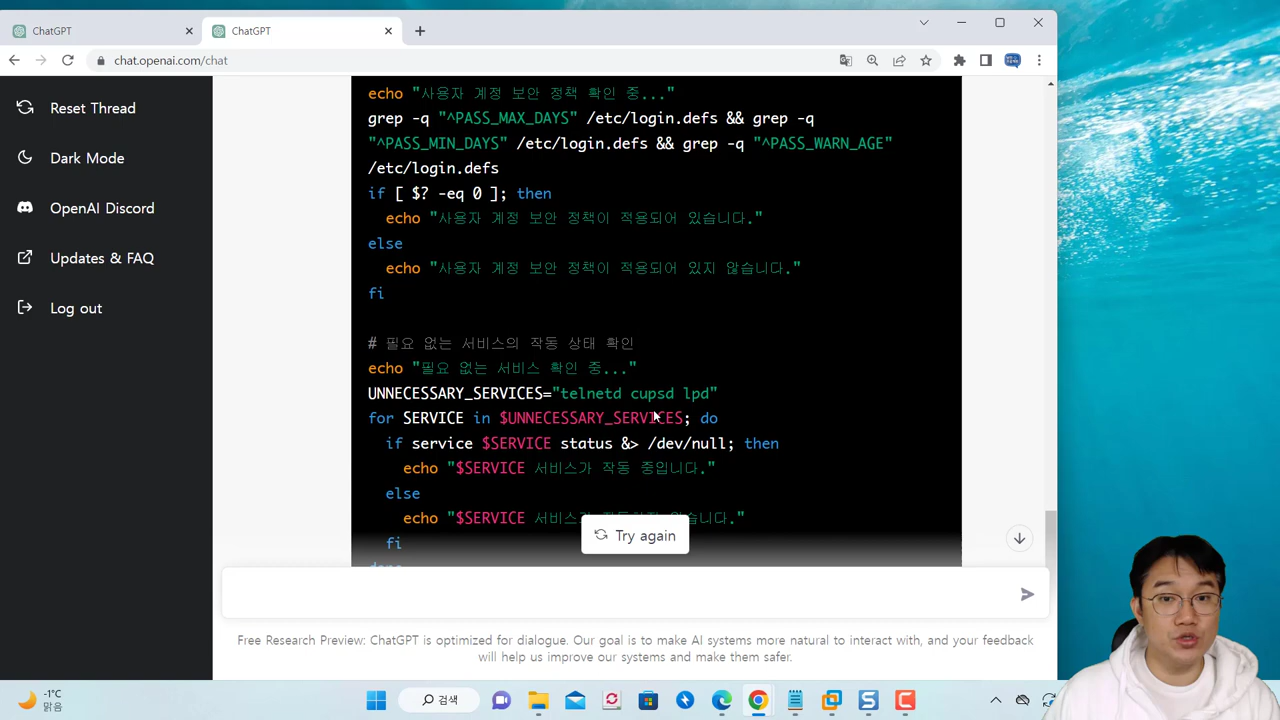 ChatGPT
ChatGPT
chat.openai.com/chat
Reset Thread
Dark Mode
OpenAI Discord
Updates & FAQ
Log out
echo "사용자 계정 보안 정책 확인 중..."
grep -q "^PASS_MAX_DAYS" /etc/login.defs && grep -q
"^PASS_MIN_DAYS" /etc/login.defs && grep -q "^PASS_WARN_AGE"
/etc/login.defs
if [ $? -eq 0 ]; then
echo "사용자 계정 보안 정책이 적용되어 있습니다."
else
echo "사용자 계정 보안 정책이 적용되어 있지 않습니다."
fi
# 필요 없는 서비스의 작동 상태 확인
echo "필요 없는 서비스 확인 중..."
UNNECESSARY_SERVICES="telnetd cupsd lpd"
for SERVICE in $UNNECESSARY_SERVICES; do
if service $SERVICE status &> /dev/null; then
echo "$SERVICE 서비스가 작동 중입니다."
else
echo "$SERVICE
fi
Try again
Free Research Preview: ChatGPT is optimized for dialogue. Our goal is to make AI systems more natural to interact with, and your feedback
will help us improve our systems and make them safer.
-1°C
맑음
검색